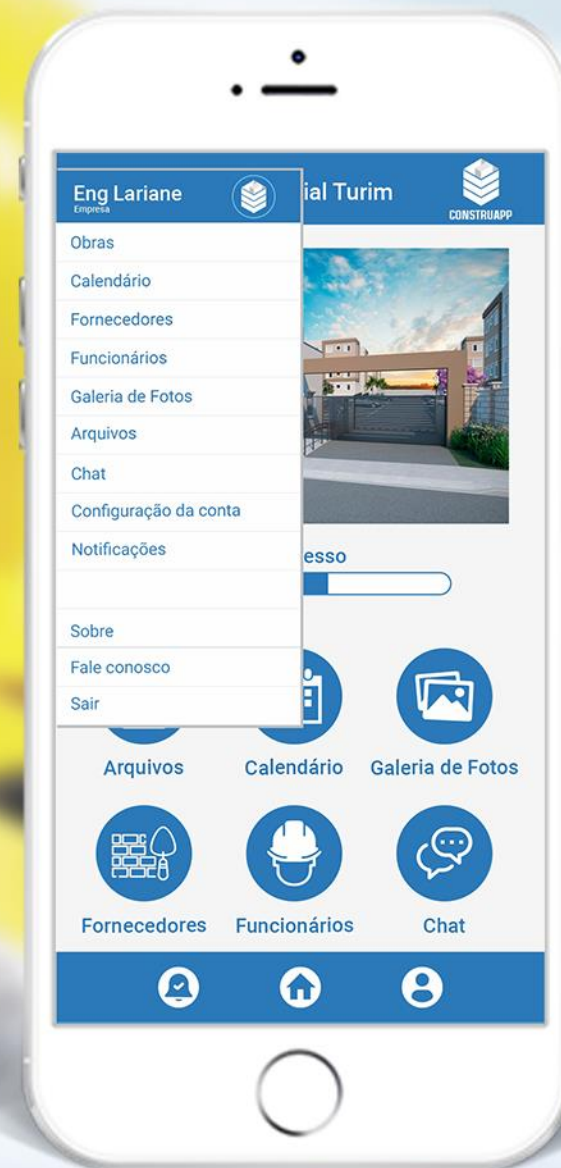 Eng Lariane
Empresa
ial Turim
CONSTRUAPP
Obras
Calendário
Fornecedores
Funcionários
Galeria de Fotos
Arquivos
Chat
Configuração da conta
Notificações
Sobre
Fale conosco
Sair
esso
Arquivos
Calendário
Galeria de Fotos
Fornecedores
Funcionários
Chat